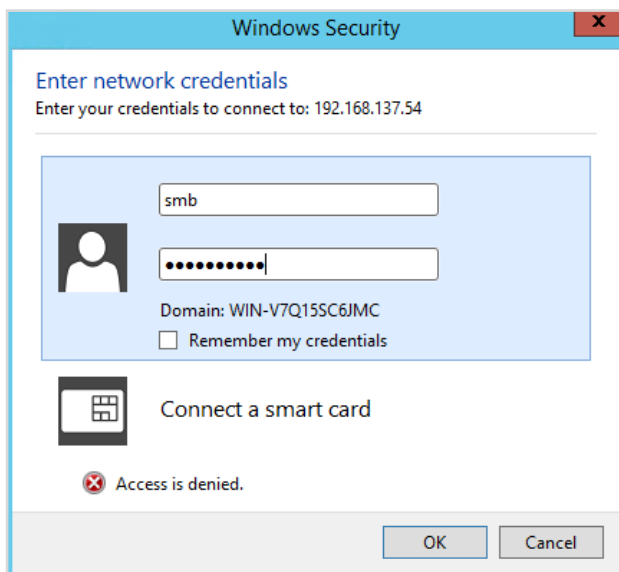 Windows Security
x
Enter network credentials
Enter your credentials to connect to: 192.168.137.54
smb
●●●●●●●●●●
Domain: WIN-V7Q15SC6JMC
Remember my credentials
Connect a smart card
Access is denied.
OK
Cancel